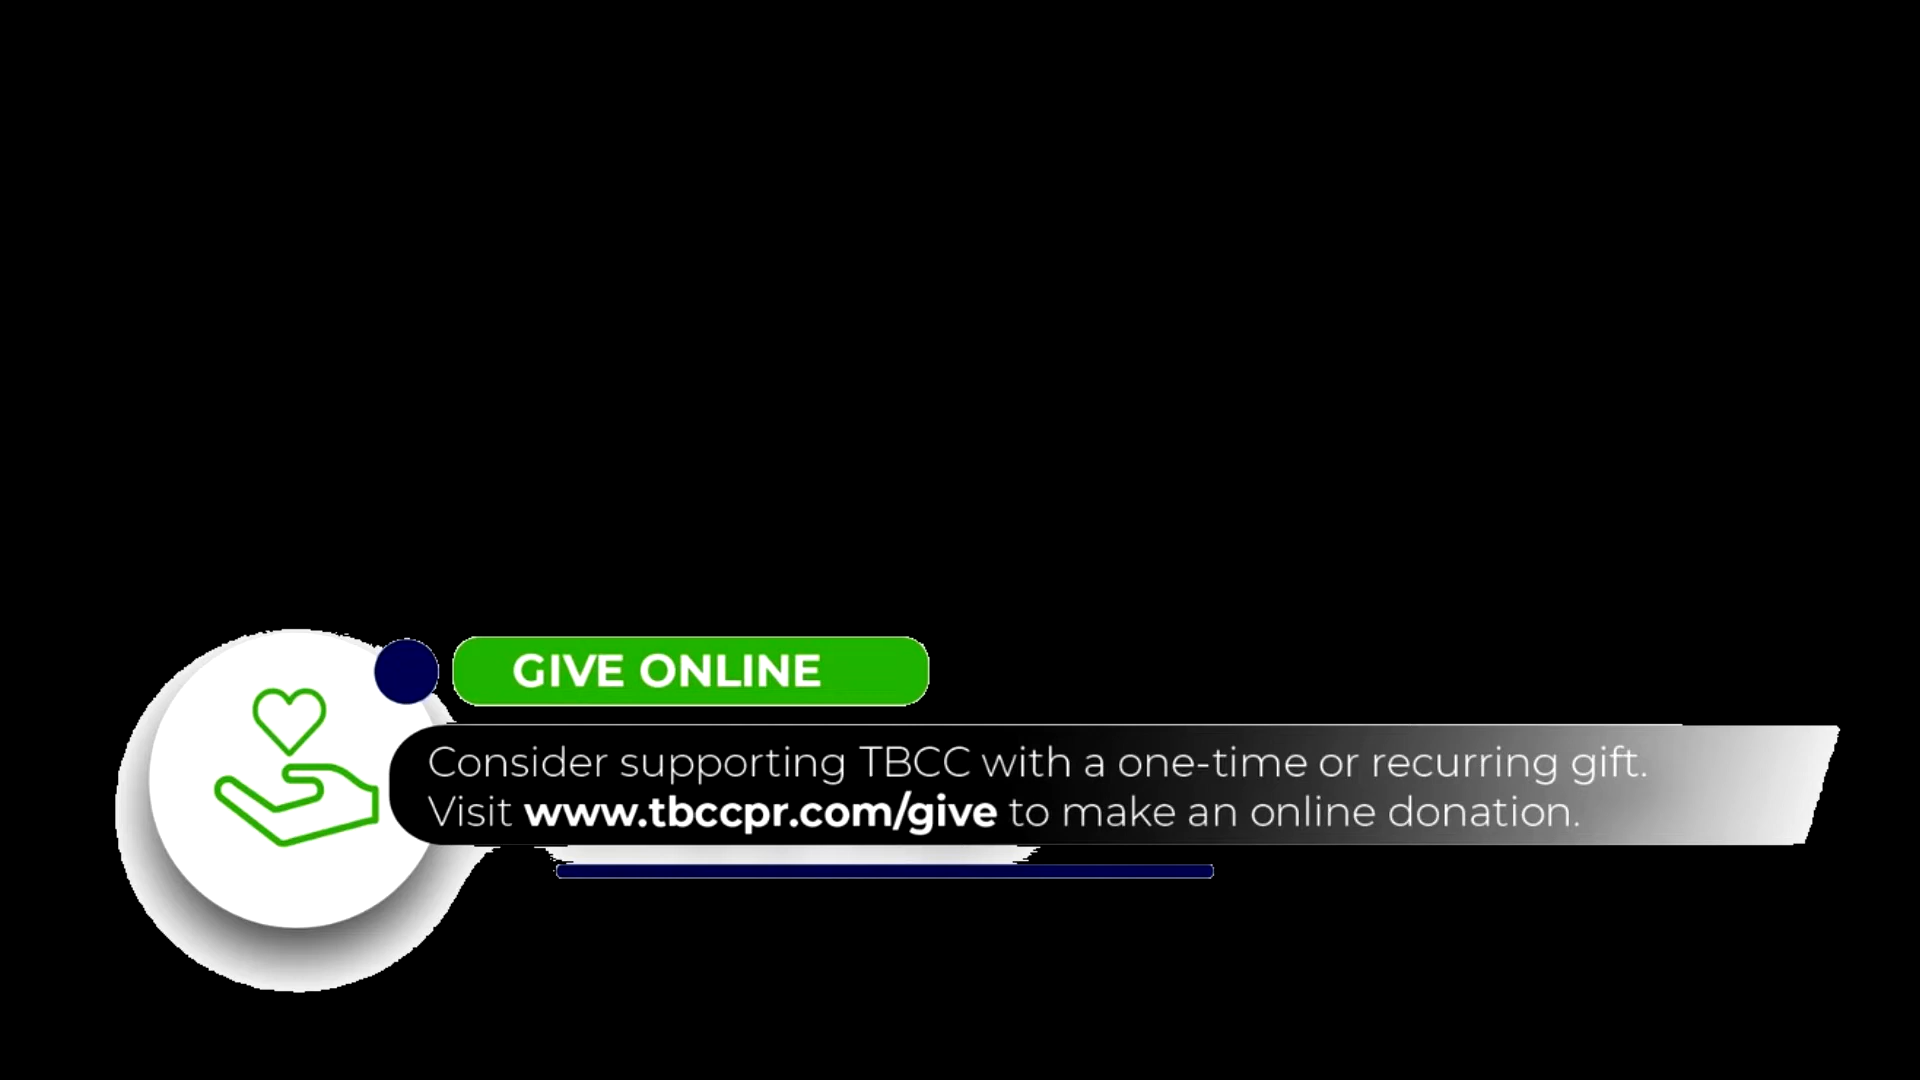 GIVE ONLINE
Consider supporting TBCC with a one-time or recurring gift.
Visit www.tbccpr.com/give to make an online donation.